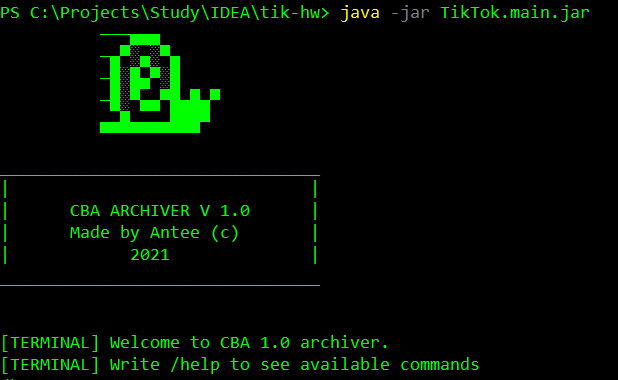 PS C:\Projects\Study\IDEA\tik-hw> java -jar TikTok.main.jar
CBA ARCHIVER V 1.0
Made by Antee (c)
2021
[TERMINAL] Welcome to CBA 1.0 archiver.
[TERMINAL] Write /help to see available commands